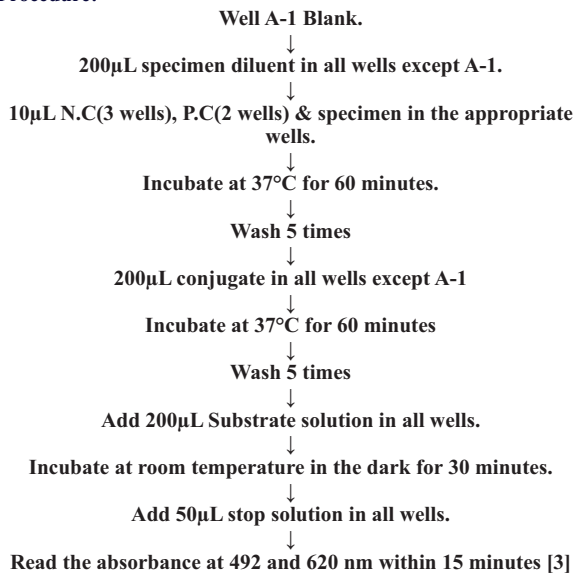 Well A-1 Blank.
↓
200µL specimen diluent in all wells except A-1.
↓
10µL N.C(3 wells), P.C(2 wells) & specimen in the appropriate
wells.
↓
Incubate at 37°C for 60 minutes.
↓
Wash 5 times
↓
200µL conjugate in all wells except A-1
↓
Incubate at 37°C for 60 minutes
↓
Wash 5 times
↓
Add 200µL Substrate solution in all wells.
↓
Incubate at room temperature in the dark for 30 minutes.
↓
Add 50µL stop solution in all wells.
↓
Read the absorbance at 492 and 620 nm within 15 minutes [3]